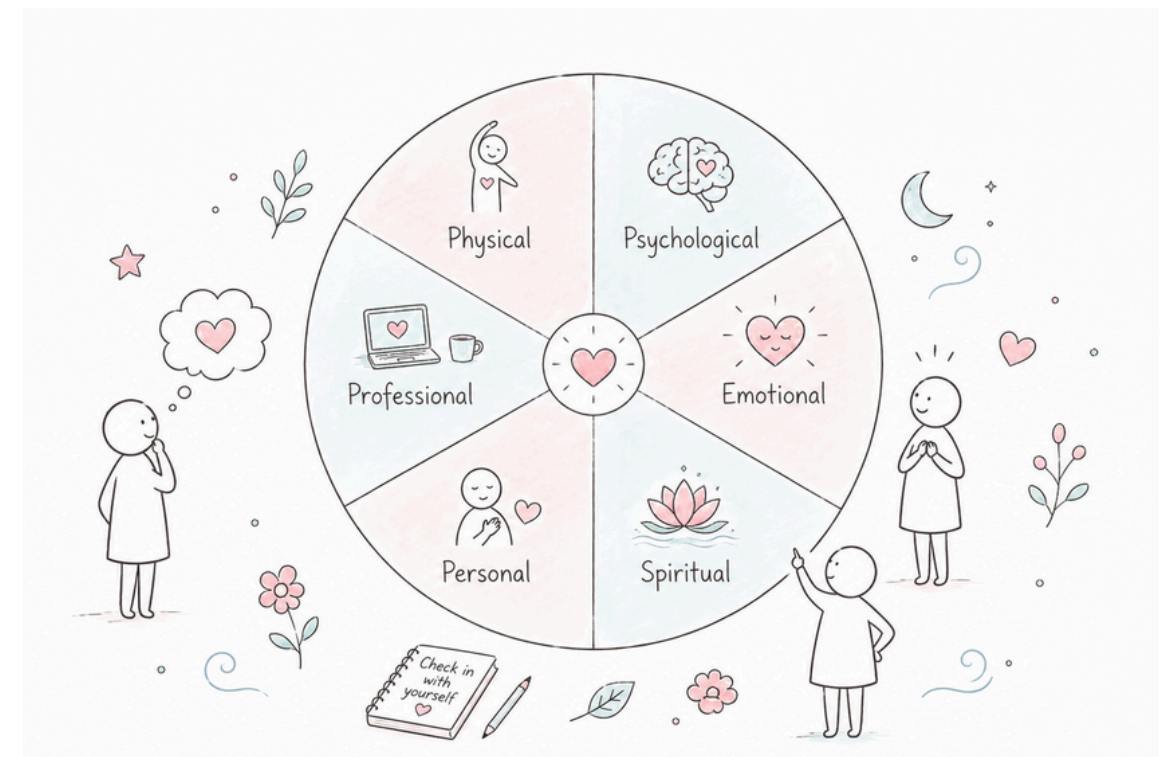 Physical
Psychological
Professional
Emotional
Personal
Spiritual
Check in
with
yourself